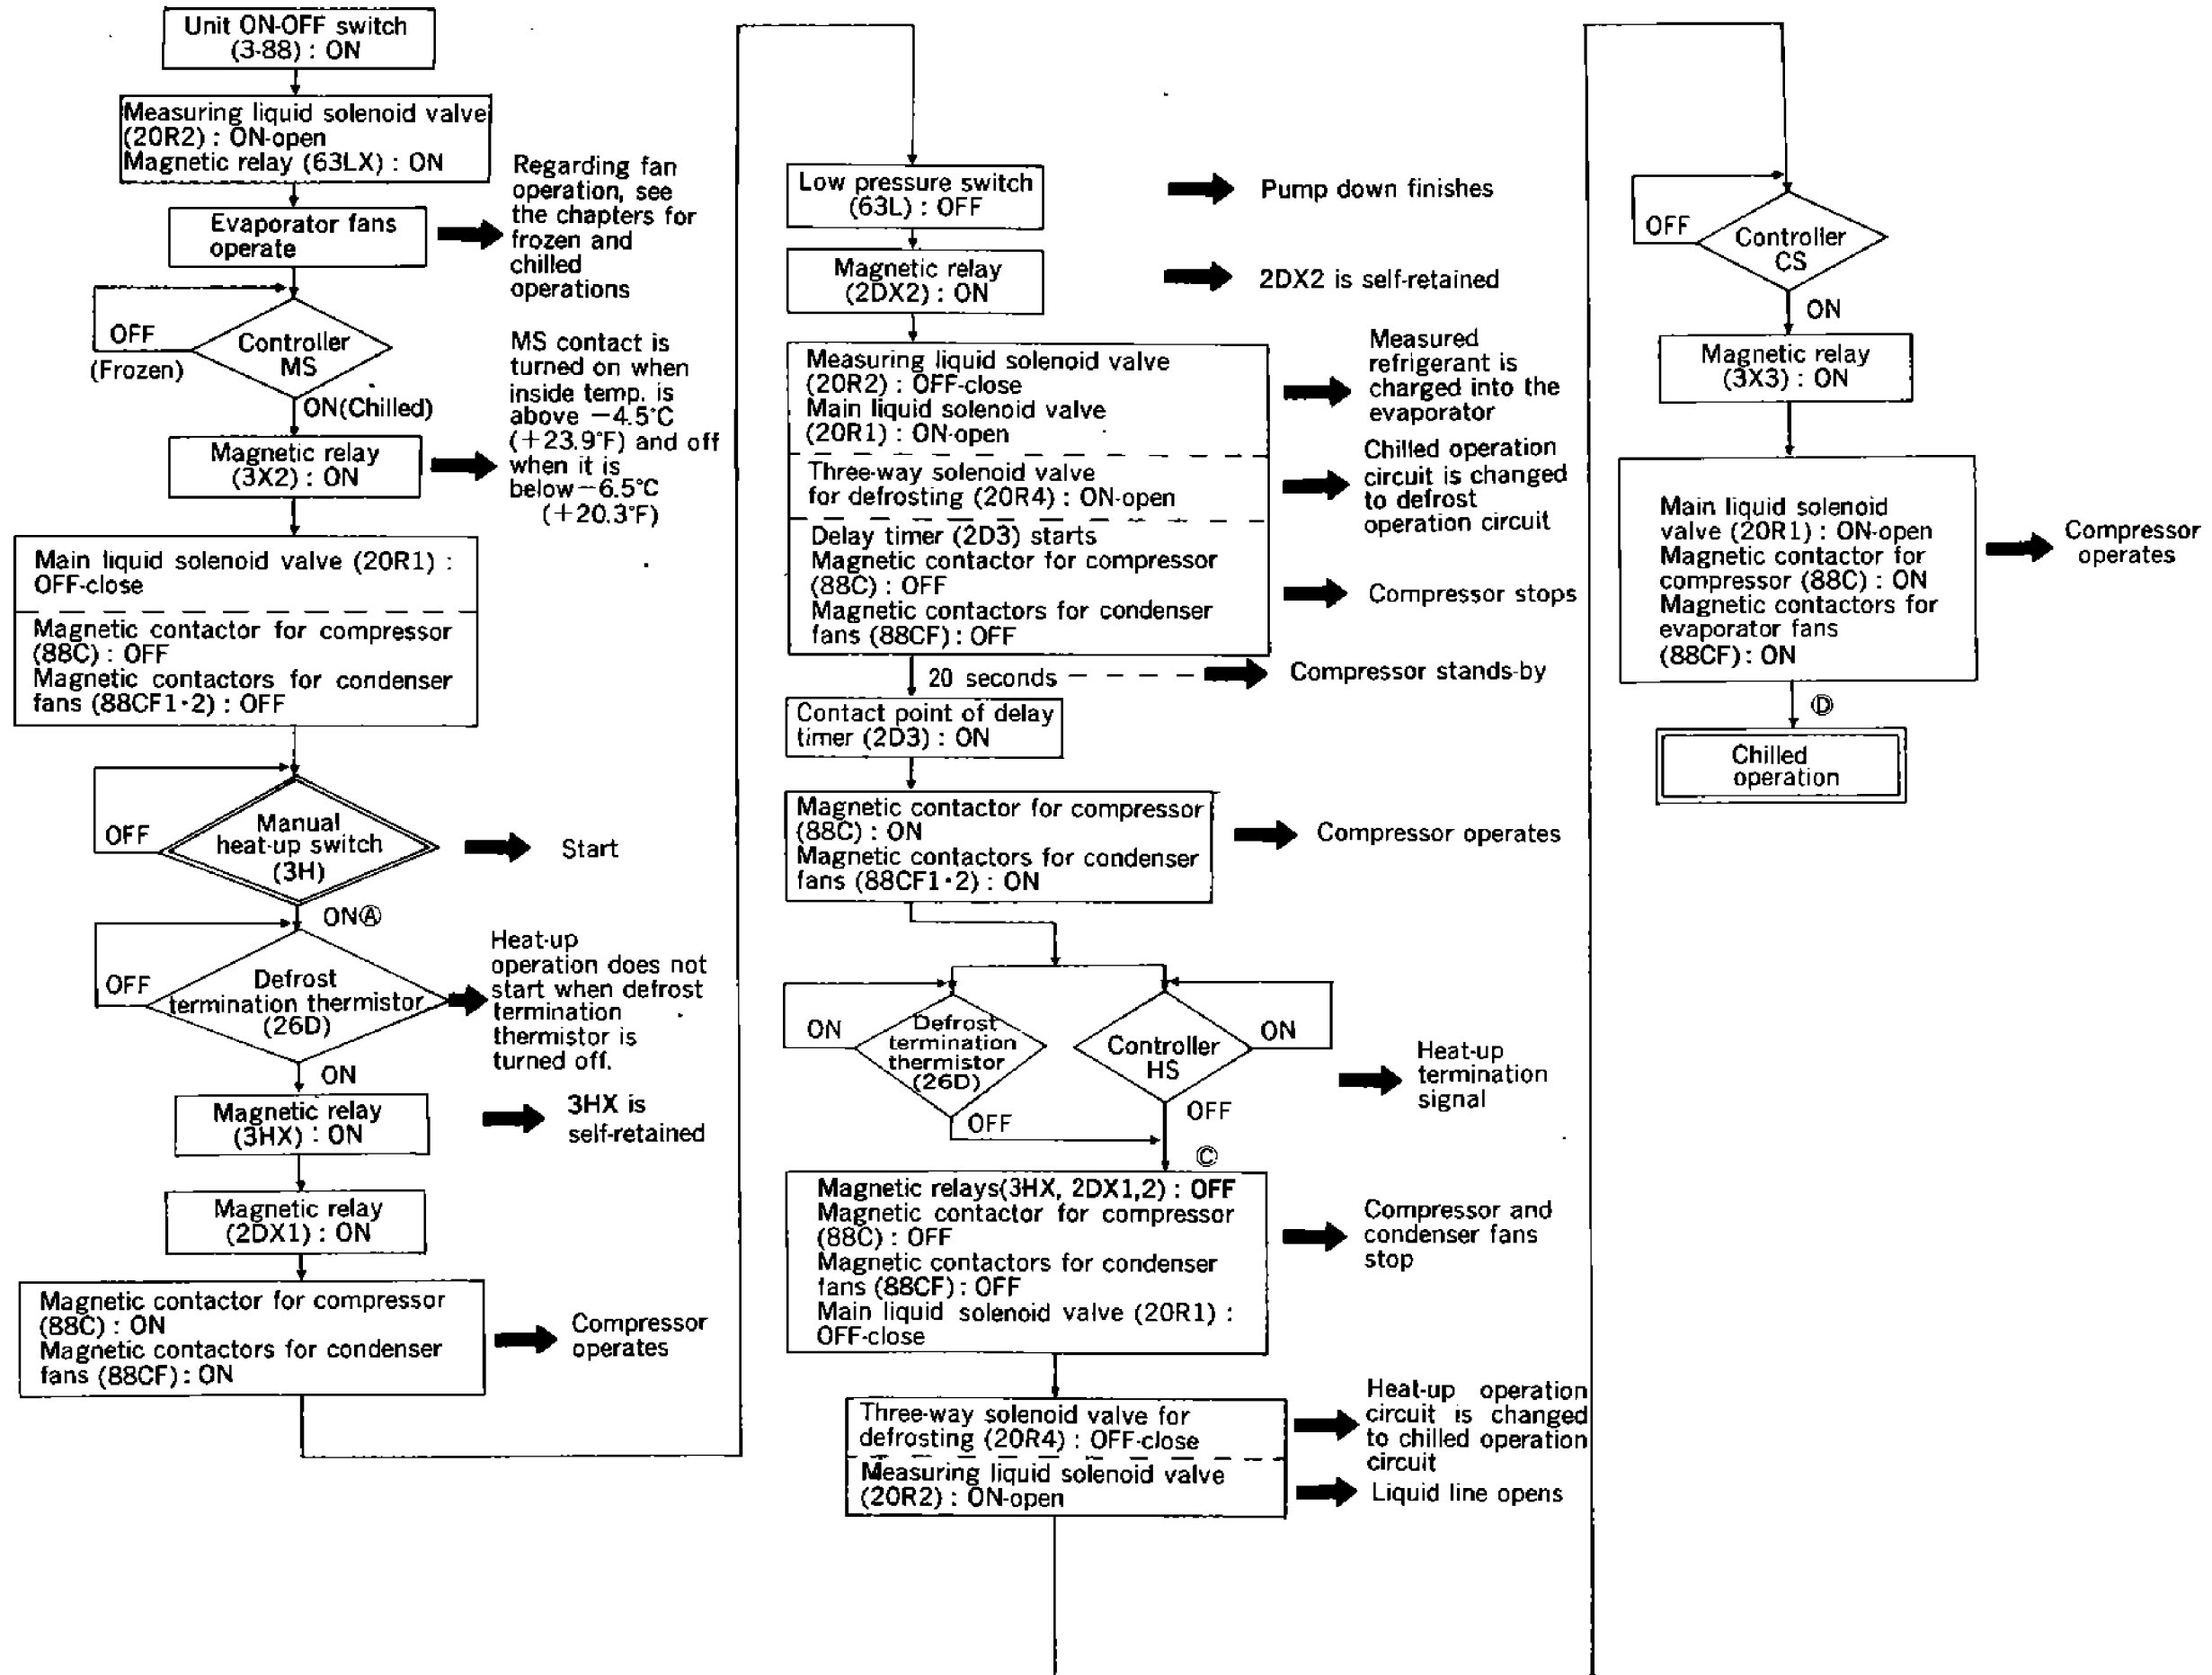 Unit ON-OFF switch
(3-88) : ON
Measuring liquid solenoid valve
(20R2) : ON-open
Magnetic relay (63LX) : ON
Evaporator fans
operate
Regarding fan
operation, see
the chapters for
frozen and
chilled
operations
OFF
(Frozen)
Controller
MS
ON(Chilled)
Magnetic relay
(3X2) : ON
MS contact is
turned on when
inside temp. is
above −4.5°C
(+23.9°F) and off
when it is
below−6.5°C
(+20.3°F)
Main liquid solenoid valve (20R1) :
OFF-close
Magnetic contactor for compressor
(88C) : OFF
Magnetic contactors for condenser
fans (88CF1·2) : OFF
OFF
Manual
heat-up switch
(3H)
Start
ONⒶ
OFF
Defrost
termination thermistor
(26D)
Heat-up
operation does not
start when defrost
termination
thermistor is
turned off.
ON
Magnetic relay
(3HX) : ON
3HX is
self-retained
Magnetic relay
(2DX1) : ON
Magnetic contactor for compressor
(88C) : ON
Magnetic contactors for condenser
fans (88CF) : ON
Compressor
operates
Low pressure switch
(63L) : OFF
Pump down finishes
Magnetic relay
(2DX2) : ON
2DX2 is self-retained
Measuring liquid solenoid valve
(20R2) : OFF-close
Main liquid solenoid valve
(20R1) : ON-open
Measured
refrigerant is
charged into the
evaporator
Three-way solenoid valve
for defrosting (20R4) : ON-open
Chilled operation
circuit is changed
to defrost
operation circuit
Delay timer (2D3) starts
Magnetic contactor for compressor
(88C) : OFF
Magnetic contactors for condenser
fans (88CF) : OFF
Compressor stops
20 seconds
Compressor stands-by
Contact point of delay
timer (2D3) : ON
Magnetic contactor for compressor
(88C) : ON
Magnetic contactors for condenser
fans (88CF1·2) : ON
Compressor operates
ON
Defrost
termination
thermistor
(26D)
OFF
Controller
HS
ON
OFF
Heat-up
termination
signal
Ⓒ
Magnetic relays(3HX, 2DX1,2) : OFF
Magnetic contactor for compressor
(88C) : OFF
Magnetic contactors for condenser
fans (88CF) : OFF
Main liquid solenoid valve (20R1) :
OFF-close
Compressor and
condenser fans
stop
Three-way solenoid valve for
defrosting (20R4) : OFF-close
Heat-up operation
circuit is changed
to chilled operation
circuit
Measuring liquid solenoid valve
(20R2) : ON-open
Liquid line opens
OFF
Controller
CS
ON
Magnetic relay
(3X3) : ON
Main liquid solenoid
valve (20R1) : ON-open
Magnetic contactor for
compressor (88C) : ON
Magnetic contactors for
evaporator fans
(88CF) : ON
Compressor
operates
Ⓓ
Chilled
operation